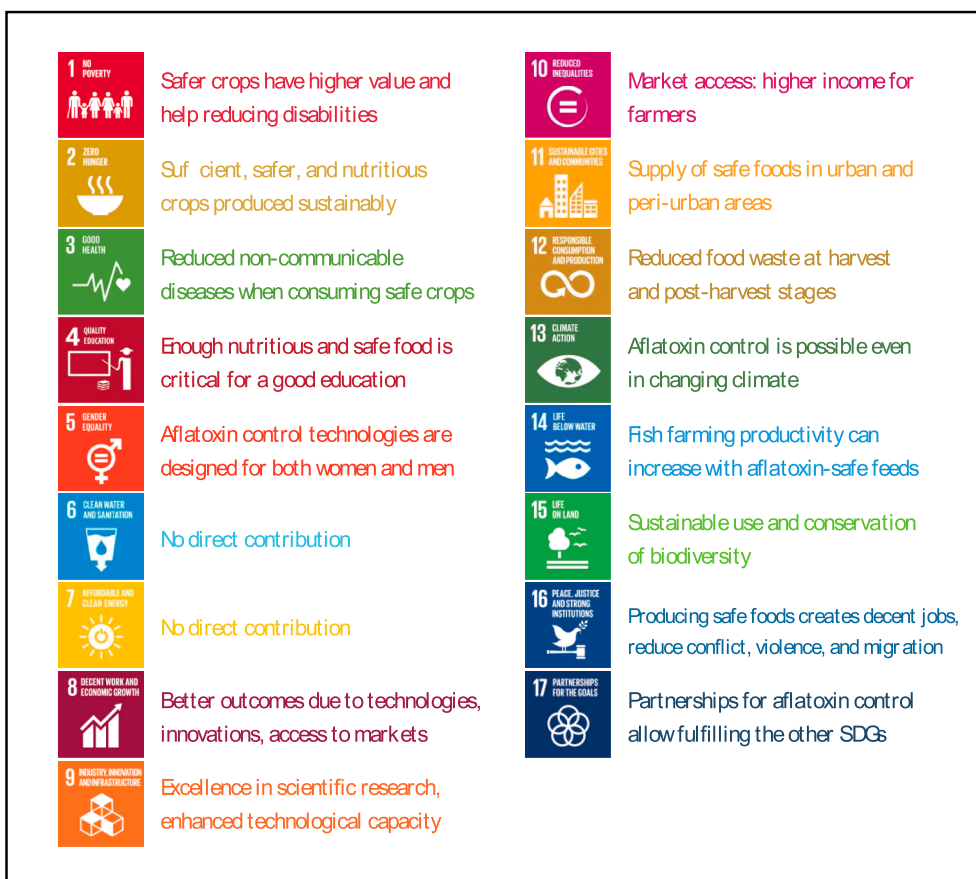 1 NO
POVERTY
Safer crops have higher value and
help reducing disabilities
2 ZERO
HUNGER
Suf cient, safer, and nutritious
crops produced sustainably
3 GOOD
HEALTH
Reduced non-communicable
diseases when consuming safe crops
4 QUALITY
EDUCATION
Enough nutritious and safe food is
critical for a good education
5 GENDER
EQUALITY
Aflatoxin control technologies are
designed for both women and men
6 CLEAN WATER
AND SANITATION
No direct contribution
7 AFFORDABLE AND
CLEAN ENERGY
No direct contribution
8 DECENT WORK AND
ECONOMIC GROWTH
Better outcomes due to technologies,
innovations, access to markets
9 INDUSTRY, INNOVATION
AND INFRASTRUCTURE
Excellence in scientific research,
enhanced technological capacity
10 REDUCED
INEQUALITIES
Market access: higher income for
farmers
11 SUSTAINABLE CITIES
AND COMMUNITIES
Supply of safe foods in urban and
peri-urban areas
12 RESPONSIBLE
CONSUMPTION
AND PRODUCTION
Reduced food waste at harvest
and post-harvest stages
13 CLIMATE
ACTION
Aflatoxin control is possible even
in changing climate
14 LIFE
BELOW WATER
Fish farming productivity can
increase with aflatoxin-safe feeds
15 LIFE
ON LAND
Sustainable use and conservation
of biodiversity
16 PEACE, JUSTICE
AND STRONG
INSTITUTIONS
Producing safe foods creates decent jobs,
reduce conflict, violence, and migration
17 PARTNERSHIPS
FOR THE GOALS
Partnerships for aflatoxin control
allow fulfilling the other SDGs